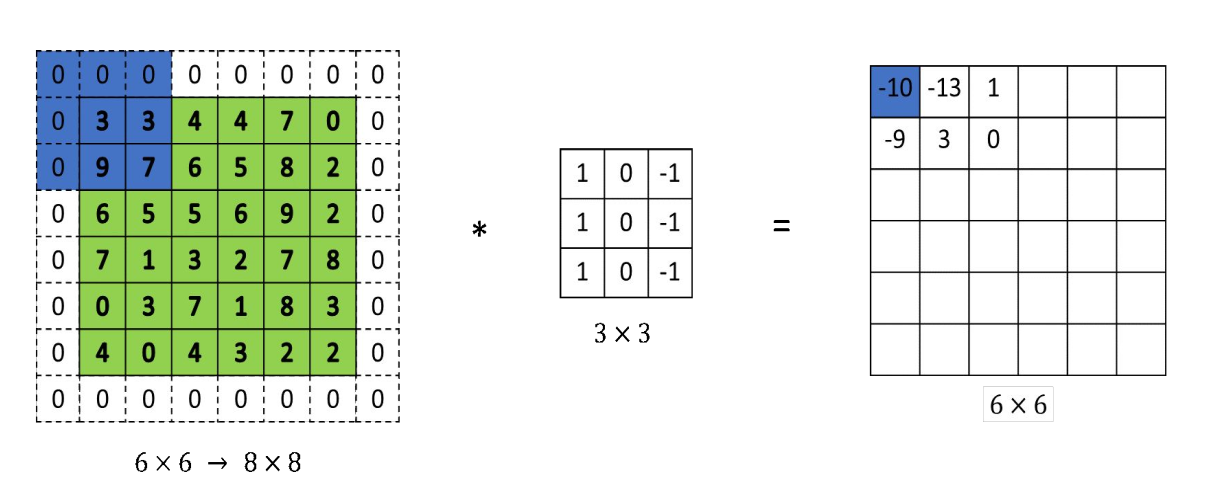 0 0 0 0 0 0 0 0
0 3 3 4 4 7 0 0
0 9 7 6 5 8 2 0
0 6 5 5 6 9 2 0
0 7 1 3 2 7 8 0
0 0 3 7 1 8 3 0
0 4 0 4 3 2 2 0
0 0 0 0 0 0 0 0
6 × 6 → 8 × 8
*
1 0 -1
1 0 -1
1 0 -1
3 × 3
=
-10 -13 1
-9 3 0
6 × 6